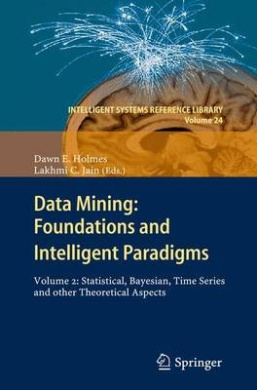 INTELLIGENT SYSTEMS REFERENCE LIBRARY
Volume 24
Dawn E. Holmes
Lakhmi C. Jain (Eds.)
Data Mining:
Foundations and
Intelligent Paradigms
Volume 2: Statistical, Bayesian, Time Series
and other Theoretical Aspects
Springer